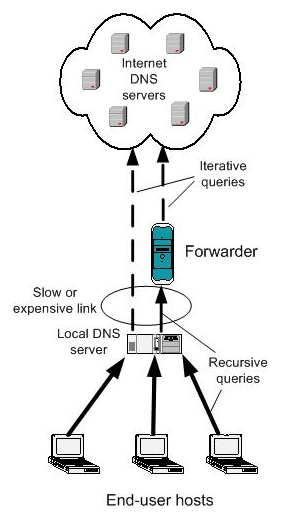 Internet
DNS
servers
Iterative
queries
Forwarder
Slow or
expensive link
Local DNS
server
Recursive
queries
End-user hosts